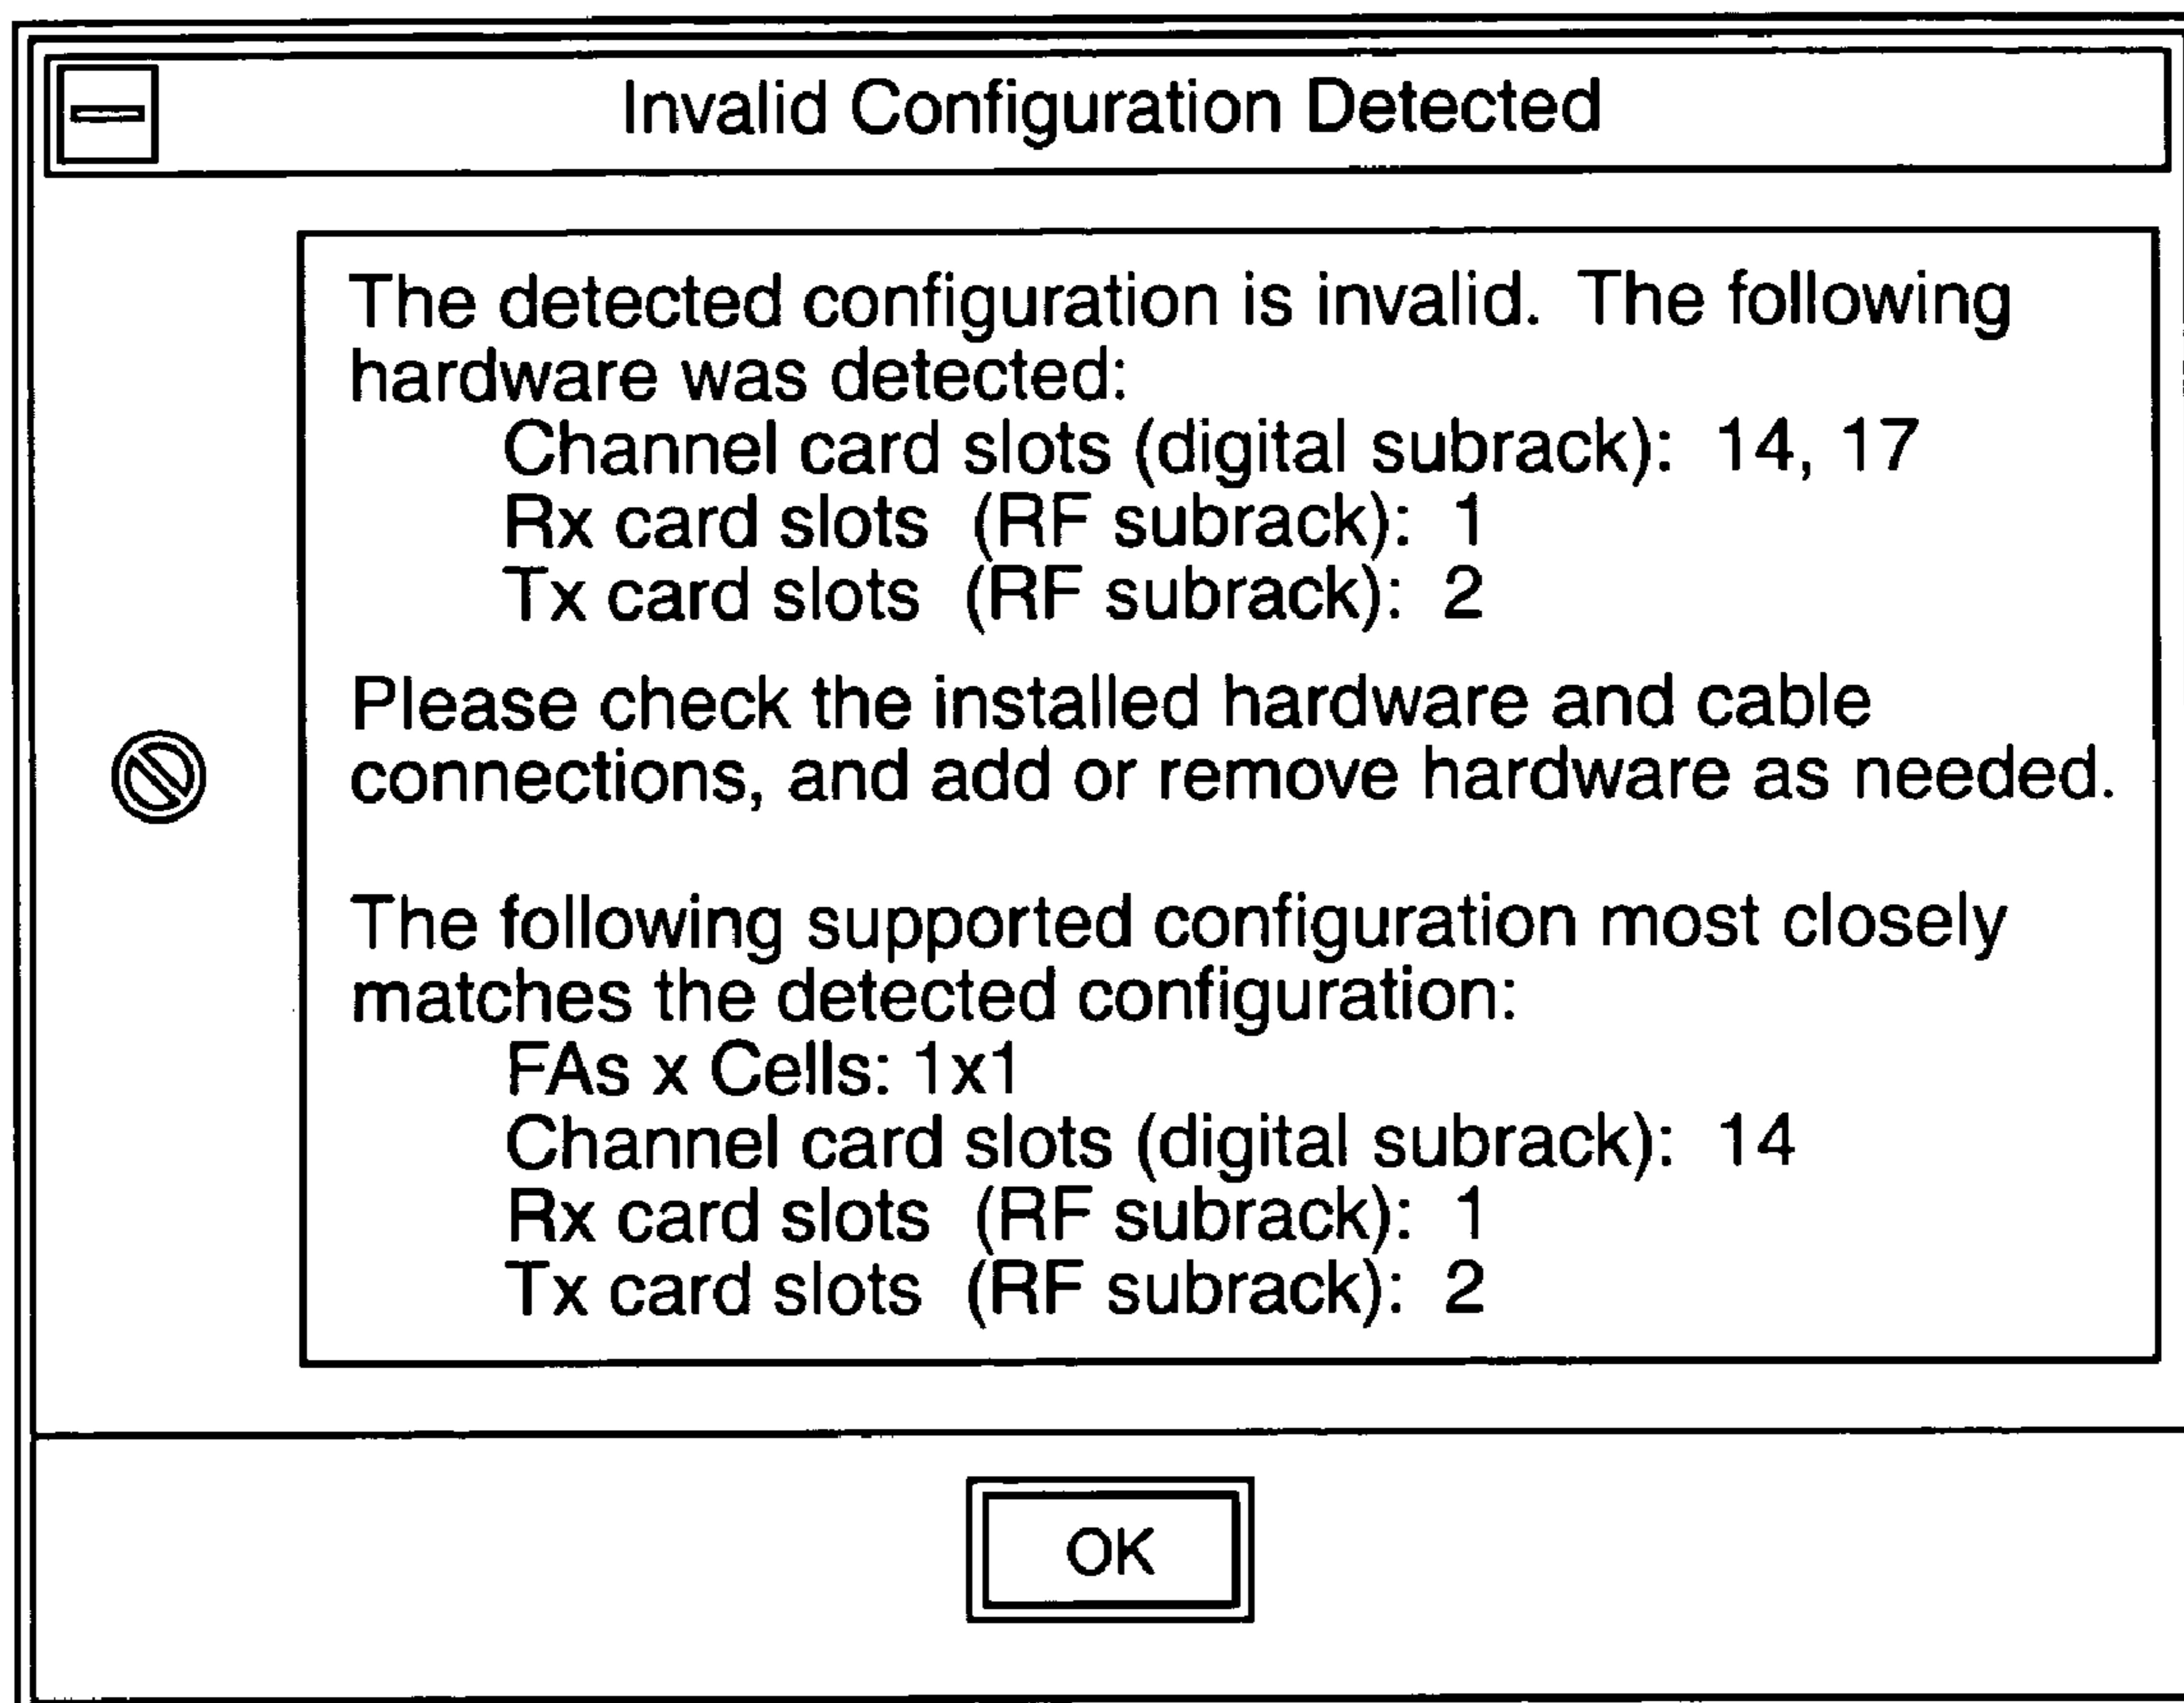 Invalid Configuration Detected
The detected configuration is invalid.  The following
hardware was detected:
Channel card slots (digital subrack):  14, 17
Rx card slots  (RF subrack):  1
Tx card slots  (RF subrack):  2
Please check the installed hardware and cable
connections, and add or remove hardware as needed.
The following supported configuration most closely
matches the detected configuration:
FAs x Cells: 1x1
Channel card slots (digital subrack):  14
Rx card slots  (RF subrack):  1
Tx card slots  (RF subrack):  2
OK